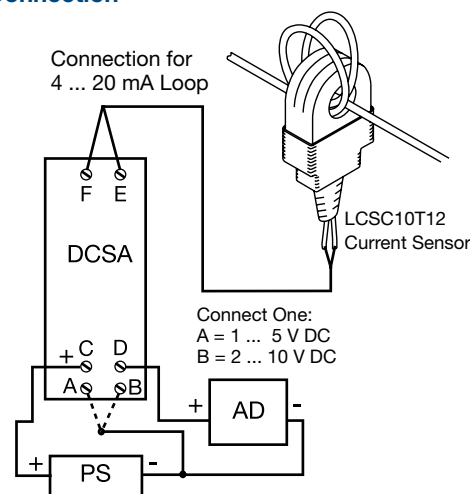 Connection for
4 ... 20 mA Loop
F E
DCSA
LCSC10T12
Current Sensor
Connect One:
A = 1 ... 5 V DC
B = 2 ... 10 V DC
+ C D
A B
+ AD -
+ PS -